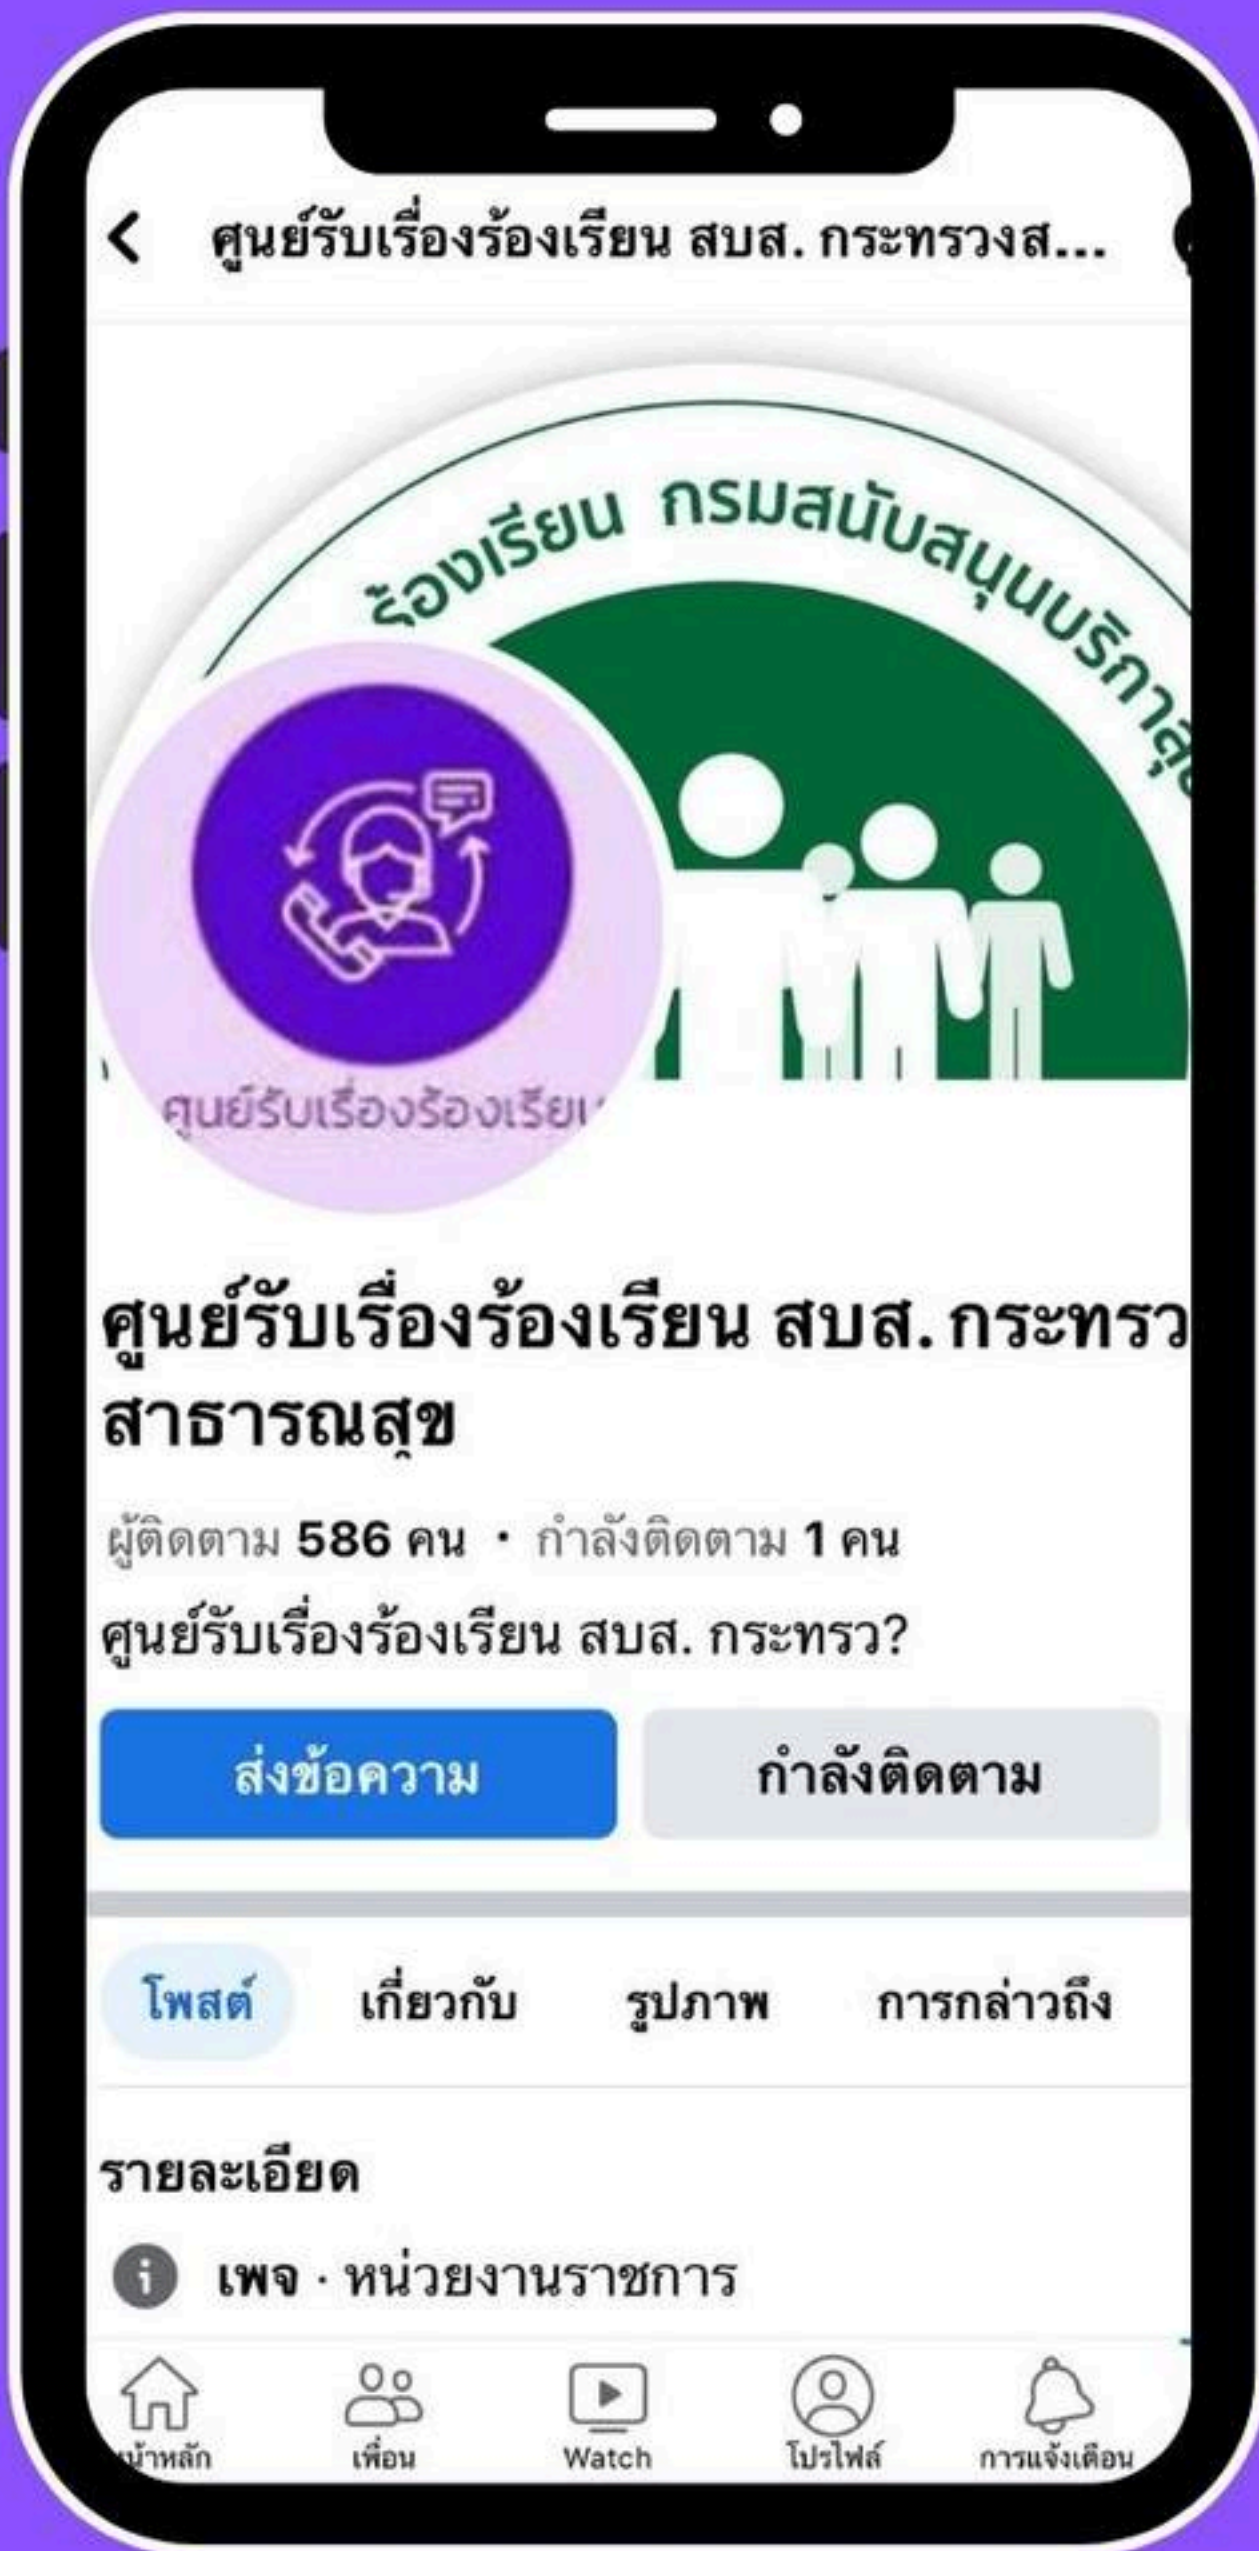 ศูนย์รับเรื่องร้องเรียน สบส. กระทรวงส...
ร้องเรียน กรมสนับสนุนบริการสุ
ศูนย์รับเรื่องร้องเรียน
ศูนย์รับเรื่องร้องเรียน สบส. กระทรว
สาธารณสุข
ผู้ติดตาม 586 คน · กำลังติดตาม 1 คน
ศูนย์รับเรื่องร้องเรียน สบส. กระทรว?
ส่งข้อความ กำลังติดตาม
โพสต์ เกี่ยวกับ รูปภาพ การกล่าวถึง
รายละเอียด
เพจ · หน่วยงานราชการ
หน้าหลัก เพื่อน Watch โปรไฟล์ การแจ้งเตือน